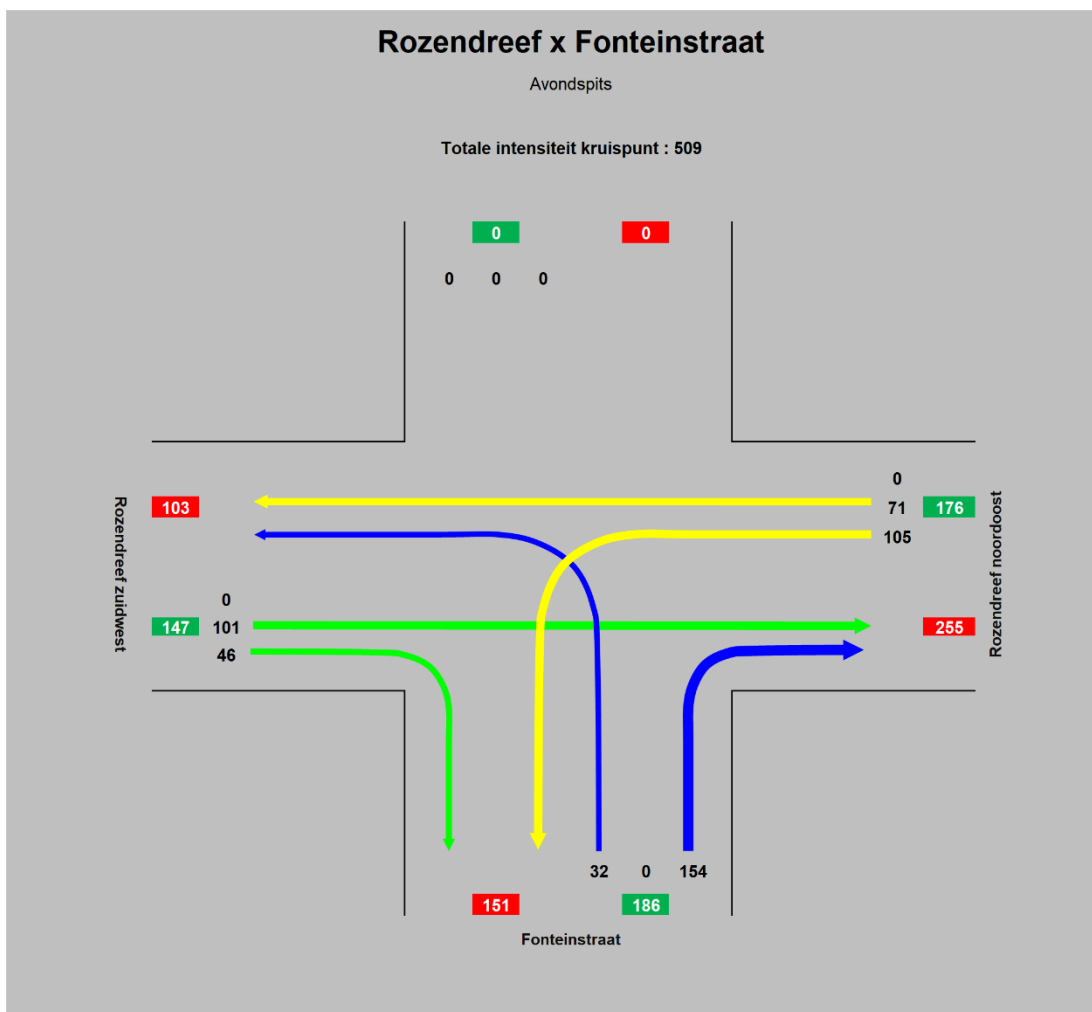 Rozendreef x Fonteinstraat
Avondspits
Totale intensiteit kruispunt : 509
0 0
0 0 0
0
103 71 176
105
Rozendreef zuidwest
Rozendreef noordoost
0
147 101 255
46
32 0 154
151 186
Fonteinstraat